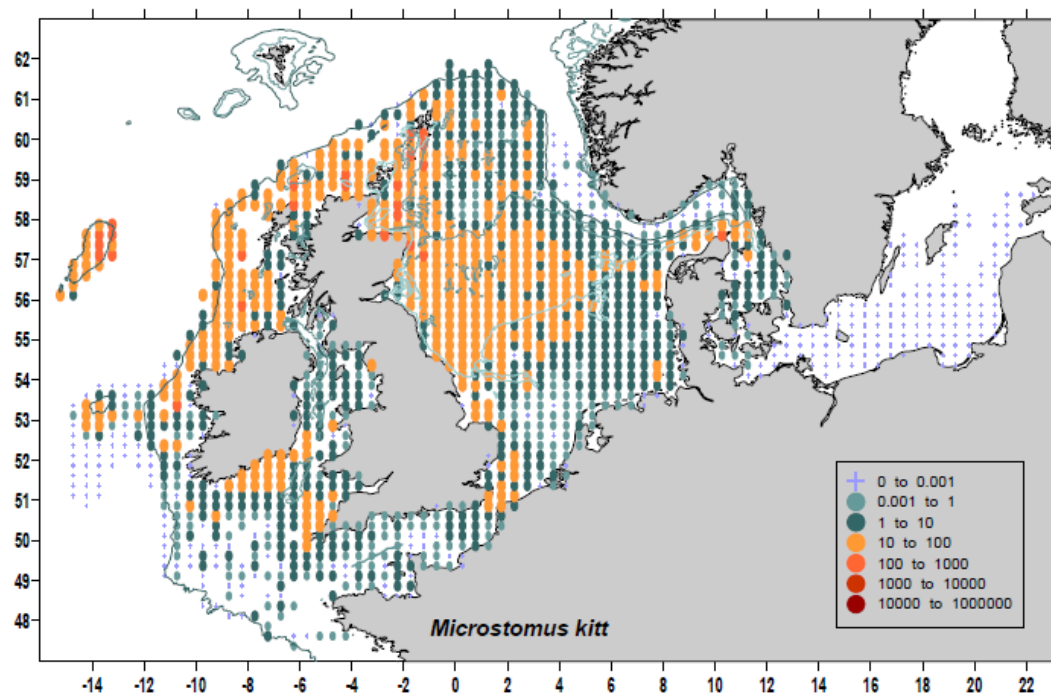 62
61
60
59
58
57
56
55
54
53
52
51
50
49
48
0 to 0.001
0.001 to 1
1 to 10
10 to 100
100 to 1000
1000 to 10000
10000 to 1000000
Microstomus kitt
-14 -12 -10 -8 -6 -4 -2 0 2 4 6 8 10 12 14 16 18 20 22